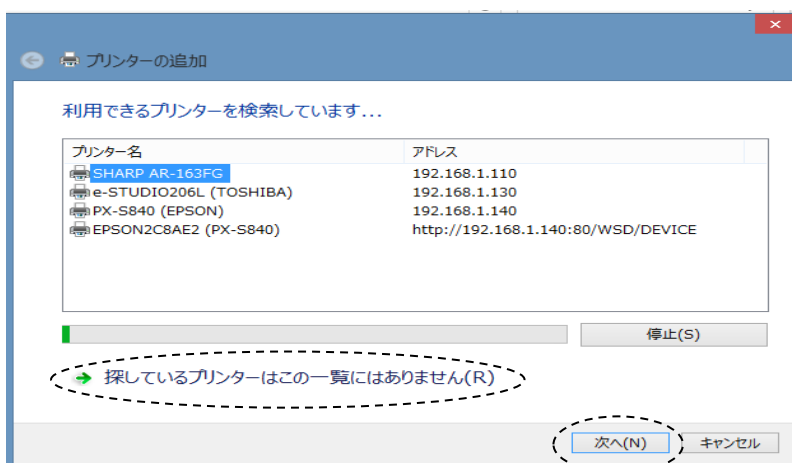 プリンターの追加
利用できるプリンターを検索しています...
プリンター名 アドレス
SHARP AR-163FG 192.168.1.110
e-STUDIO206L (TOSHIBA) 192.168.1.130
PX-S840 (EPSON) 192.168.1.140
EPSON2C8AE2 (PX-S840) http://192.168.1.140:80/WSD/DEVICE
停止(S)
探しているプリンターはこの一覧にはありません(R)
次へ(N) キャンセル